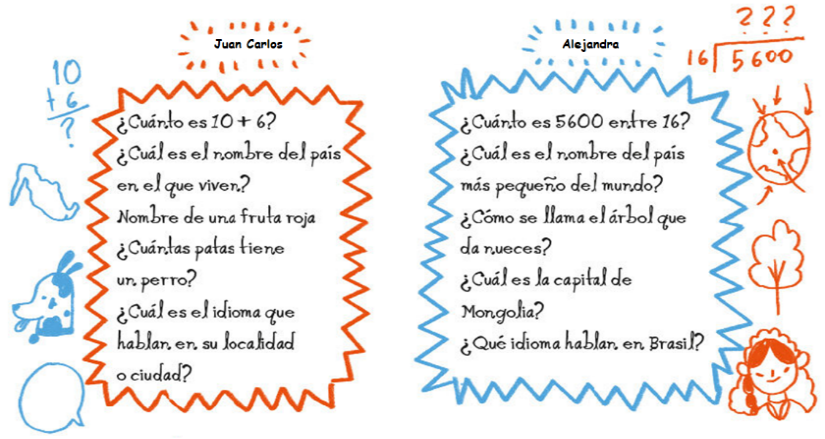 Juan Carlos
10
+ 6
?
¿Cuánto es 10 + 6?
¿Cuál es el nombre del país
en el que viven?
Nombre de una fruta roja
¿Cuántas patas tiene
un perro?
¿Cuál es el idioma que
hablan en su localidad
o ciudad?
Alejandra
? ? ?
16 5600
¿Cuánto es 5600 entre 16?
¿Cuál es el nombre del país
más pequeño del mundo?
¿Cómo se llama el árbol que
da nueces?
¿Cuál es la capital de
Mongolia?
¿Qué idioma hablan en Brasil?